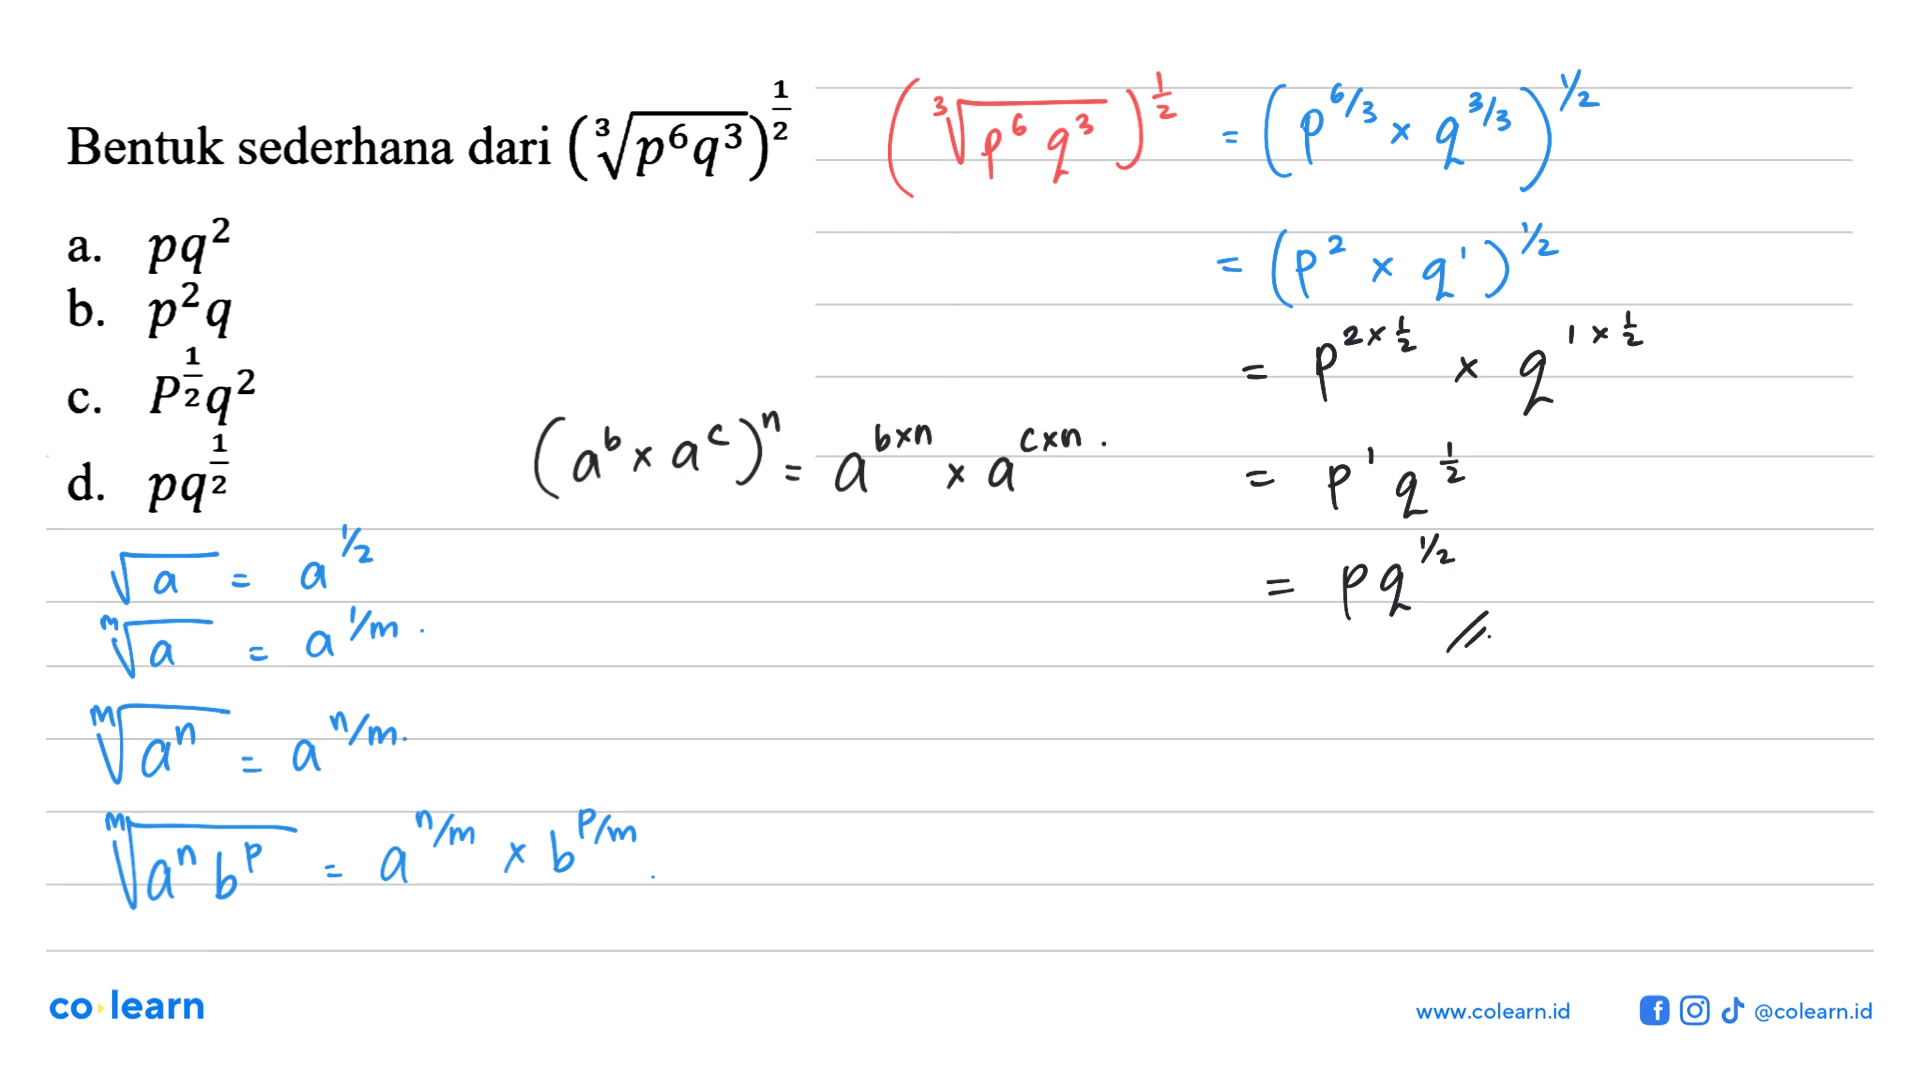 Bentuk sederhana dari (∛(p⁶q³))^(1/2)
a. pq²
b. p²q
c. P^(1/2)q²
d. pq^(1/2)
(∛(p⁶ q³))^(1/2) = (p^(6/3) × q^(3/3))^(1/2)
= (p² × q¹)^(1/2)
= p^(2×1/2) × q^(1×1/2)
= p¹ q^(1/2)
= pq^(1/2) //.
(a^b × a^c)^n = a^(b×n) × a^(c×n).
√a = a^(1/2)
ᵐ√a = a^(1/m).
ᵐ√(aⁿ) = a^(n/m).
ᵐ√(aⁿ b^p) = a^(n/m) × b^(p/m).
co learn
www.colearn.id
@colearn.id